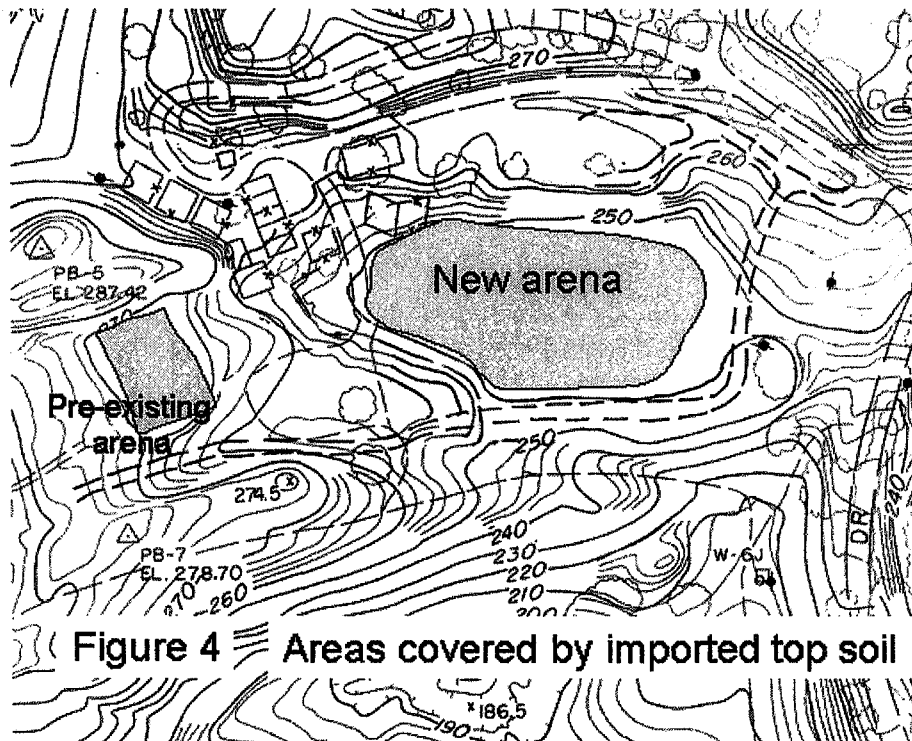 270
260
250
New arena
PB-5
EL. 287.42
Pre-existing
arena
250
274.5
240
240
230
220
210
200
PB-7
EL. 278.70
270
260
W-6J
DR
Figure 4 Areas covered by imported top soil
186.5
190